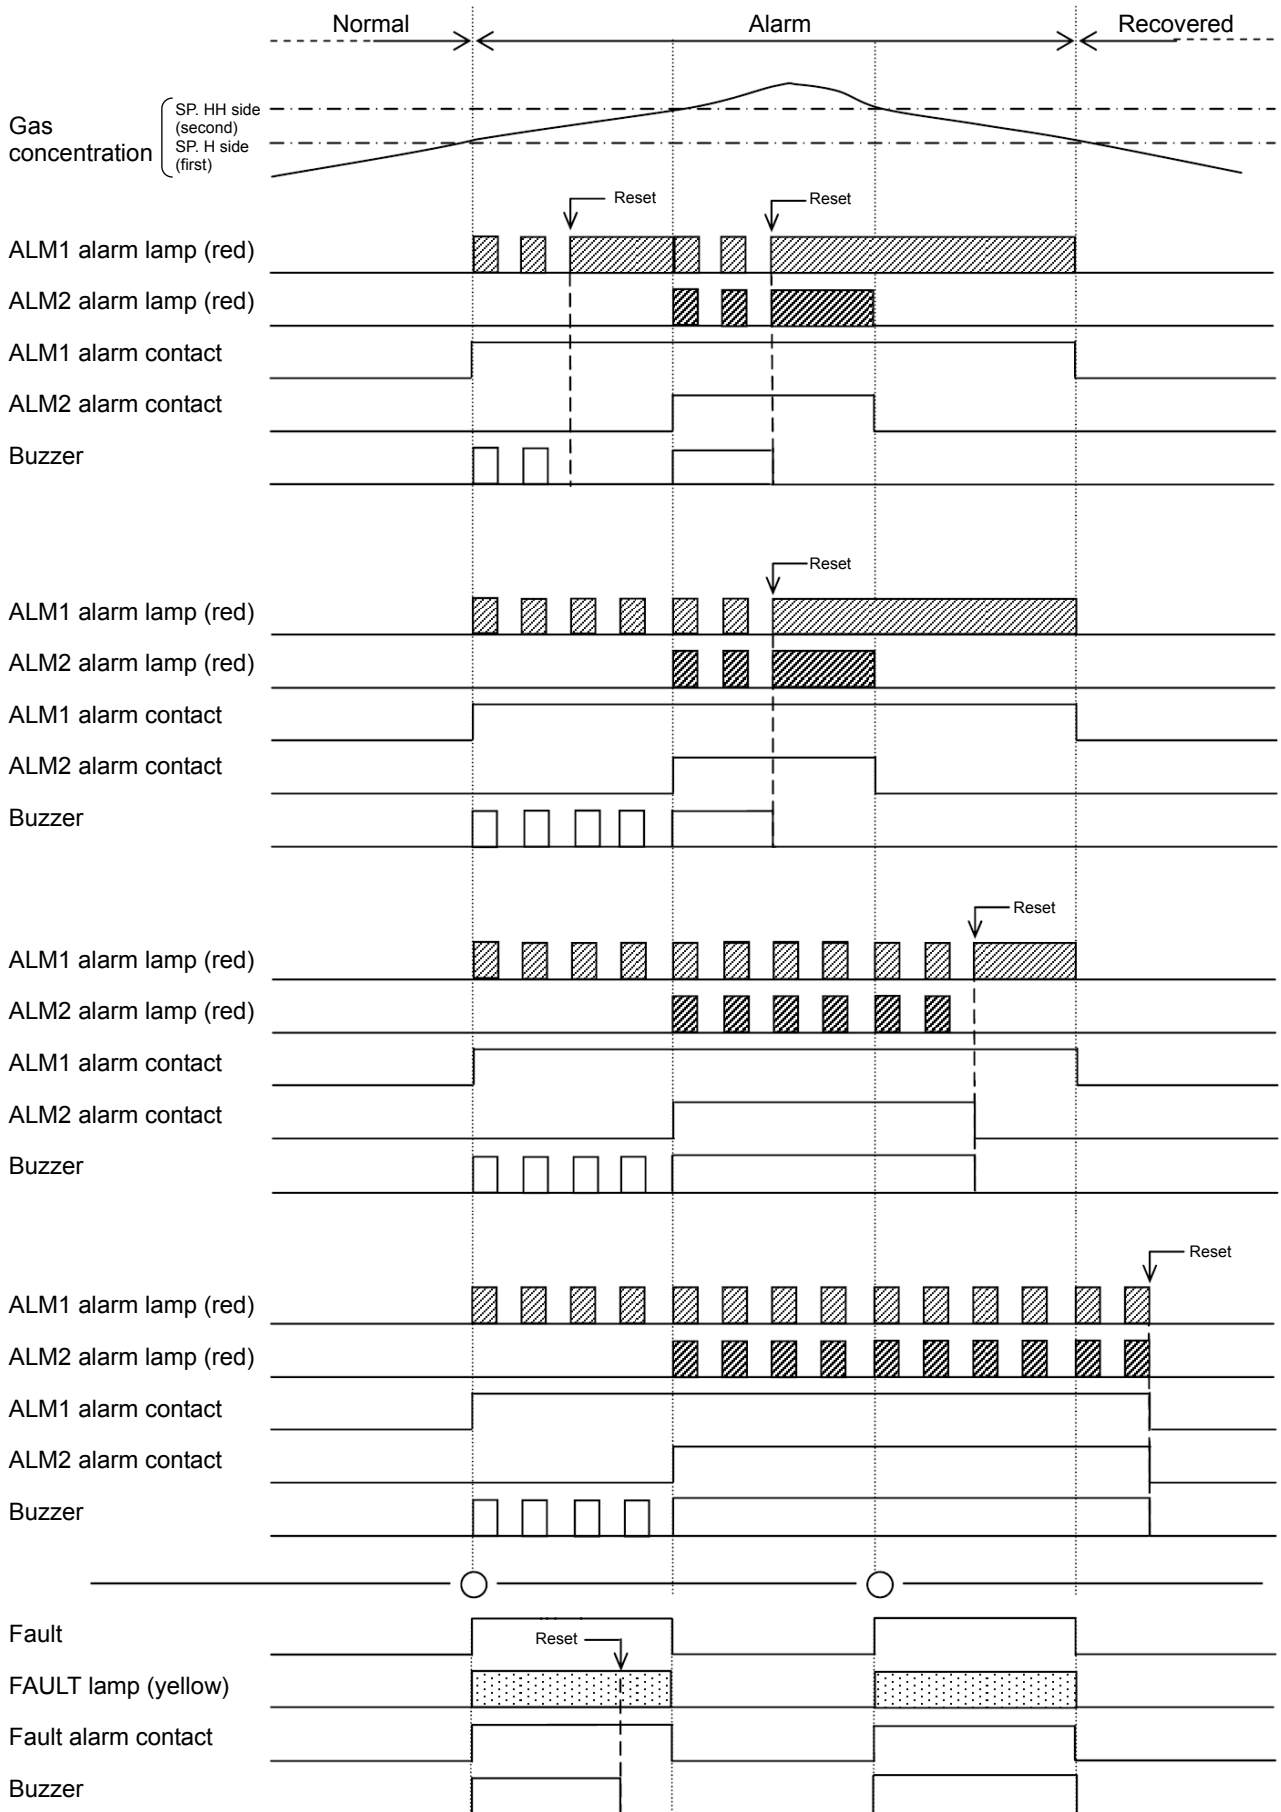 Normal
Alarm
Recovered
Gas
concentration
SP. HH side
(second)
SP. H side
(first)
Reset
Reset
ALM1 alarm lamp (red)
ALM2 alarm lamp (red)
ALM1 alarm contact
ALM2 alarm contact
Buzzer
Reset
ALM1 alarm lamp (red)
ALM2 alarm lamp (red)
ALM1 alarm contact
ALM2 alarm contact
Buzzer
Reset
ALM1 alarm lamp (red)
ALM2 alarm lamp (red)
ALM1 alarm contact
ALM2 alarm contact
Buzzer
Reset
ALM1 alarm lamp (red)
ALM2 alarm lamp (red)
ALM1 alarm contact
ALM2 alarm contact
Buzzer
Fault
Reset
FAULT lamp (yellow)
Fault alarm contact
Buzzer